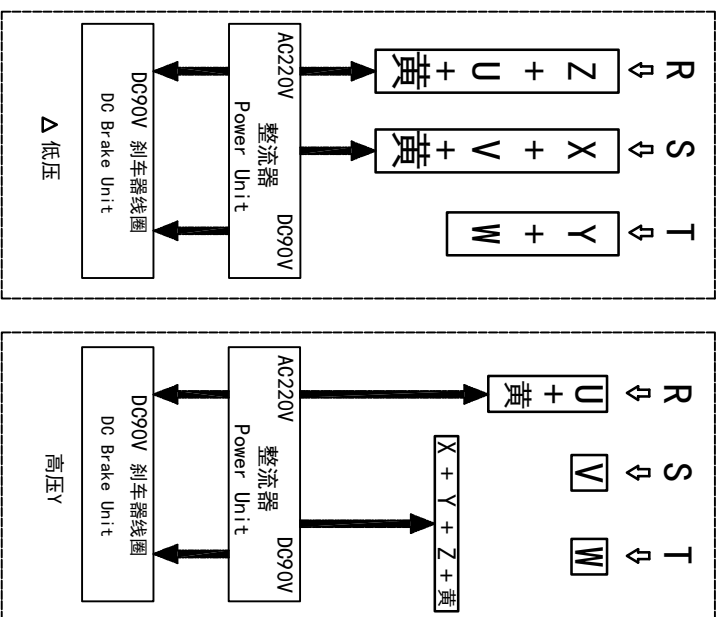 R S T
Z + U + 黄
X + V + 黄
Y + W
AC220V DC90V
整流器
Power Unit
DC90V 刹车器线圈
DC Brake Unit
Δ 低压
R S T
U + 黄
V
W
X + Y + Z + 黄
AC220V DC90V
整流器
Power Unit
DC90V 刹车器线圈
DC Brake Unit
高压Y